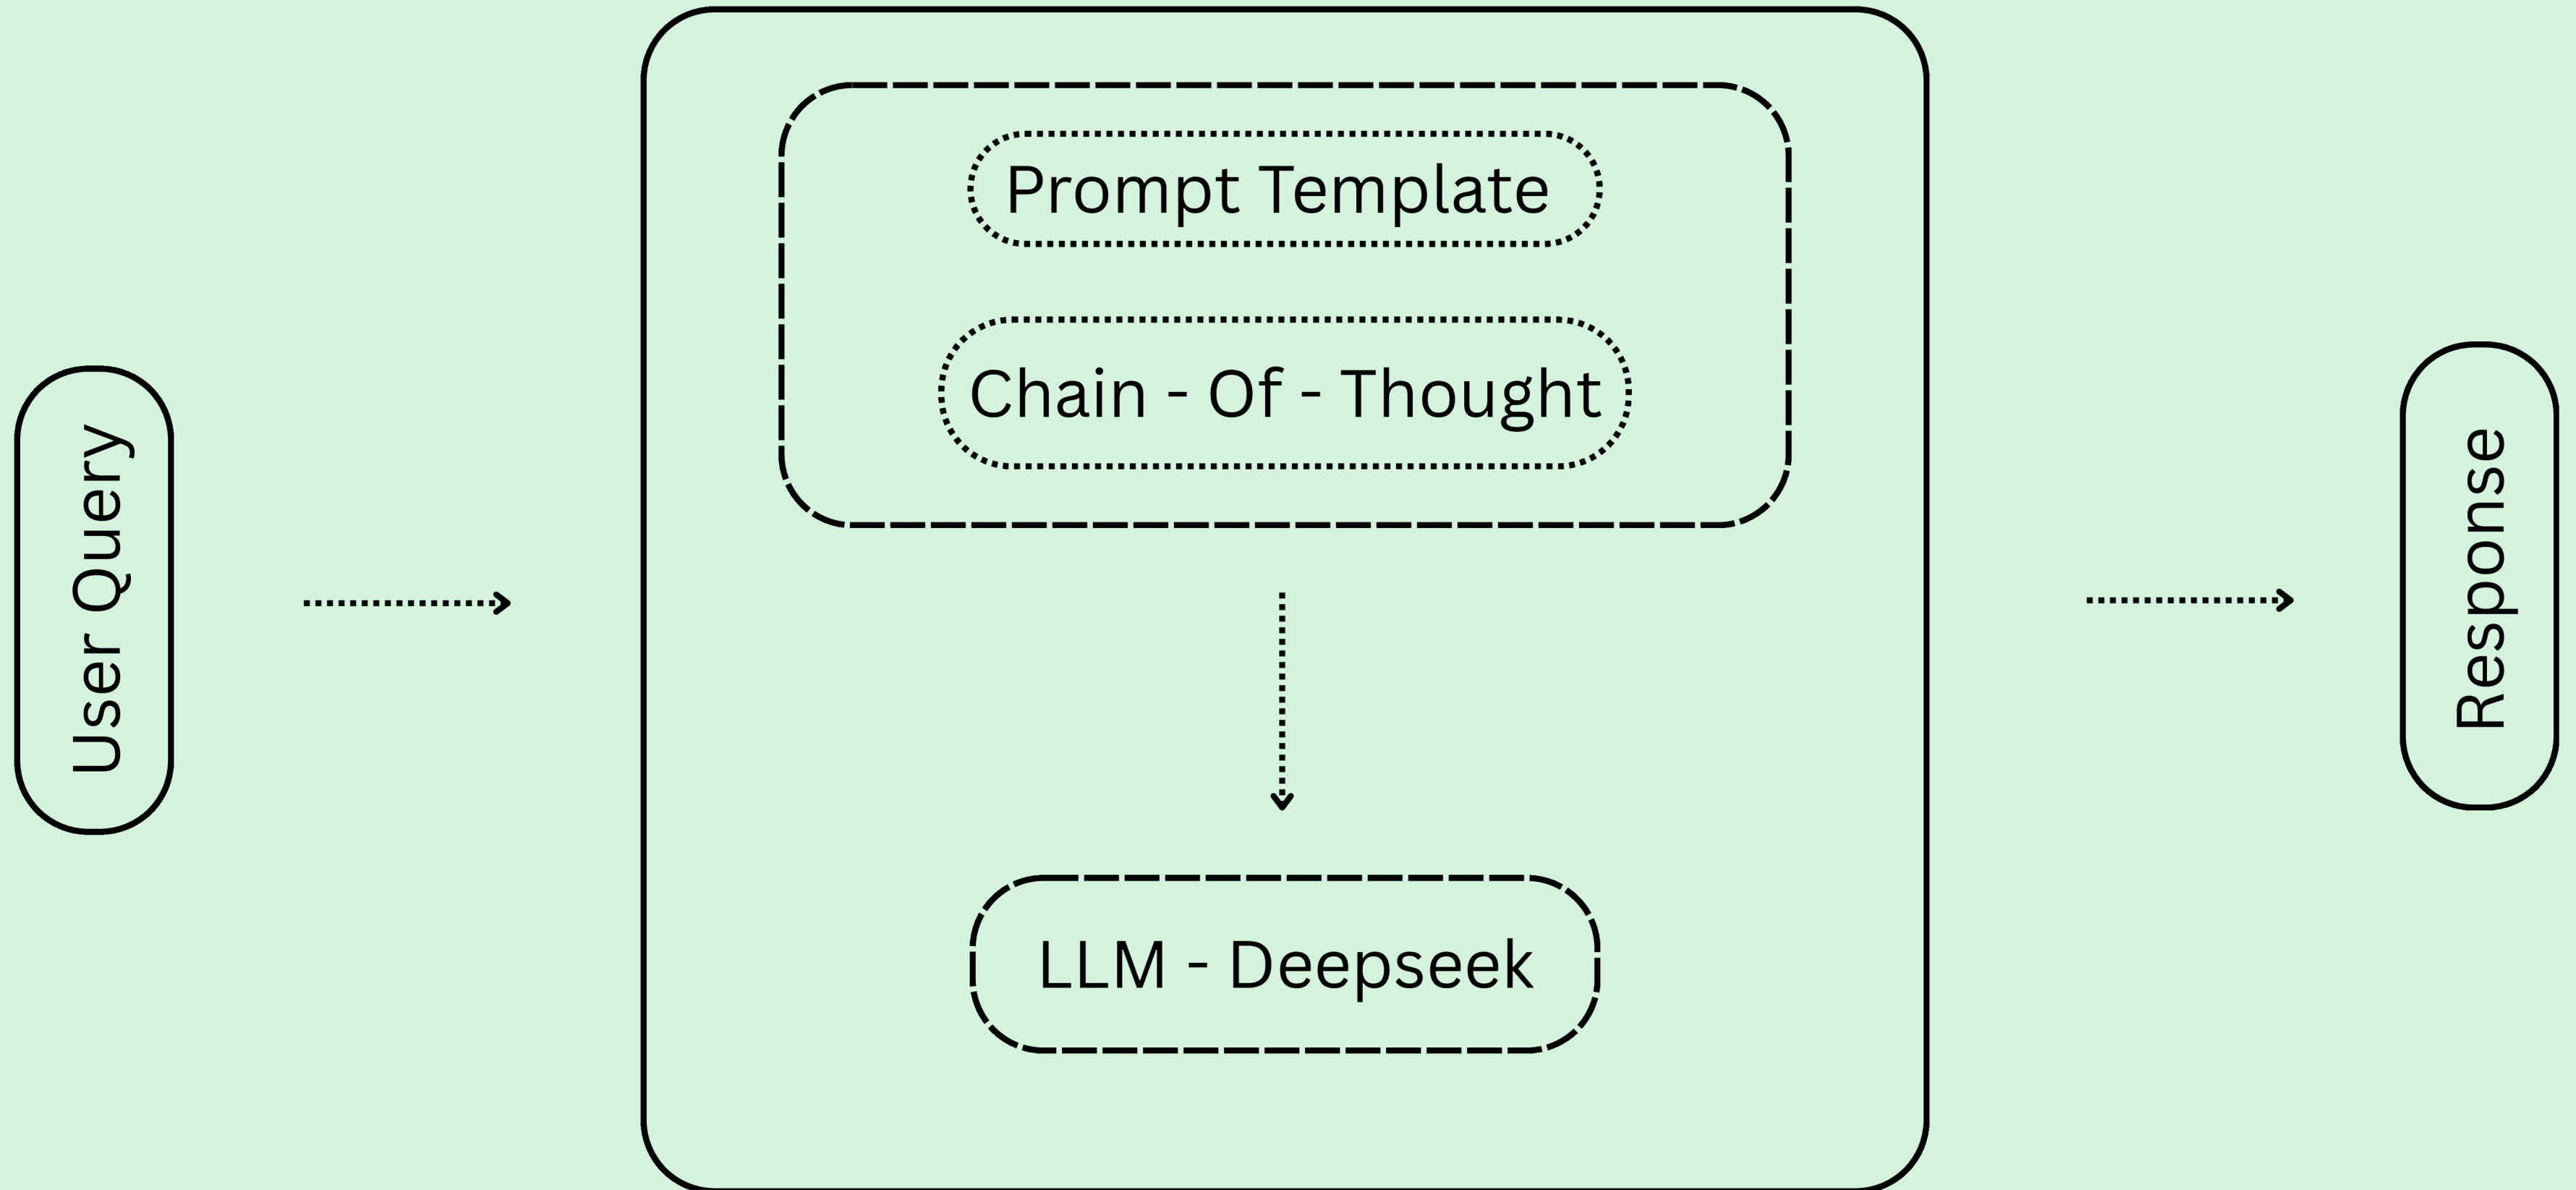 User Query
Prompt Template
Chain - Of - Thought
LLM - Deepseek
Response